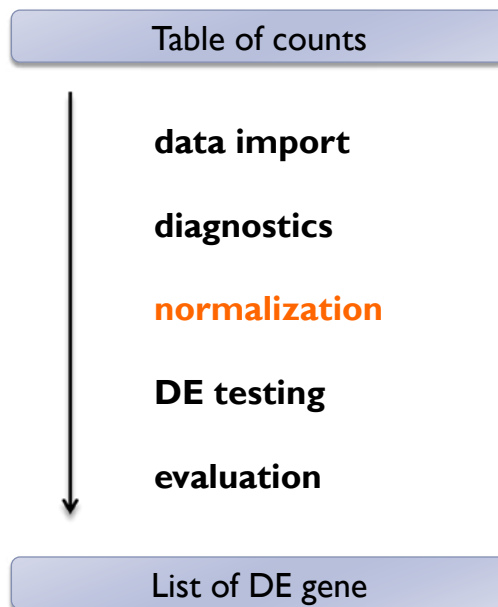 Table of counts
data import
diagnostics
normalization
DE testing
evaluation
List of DE gene